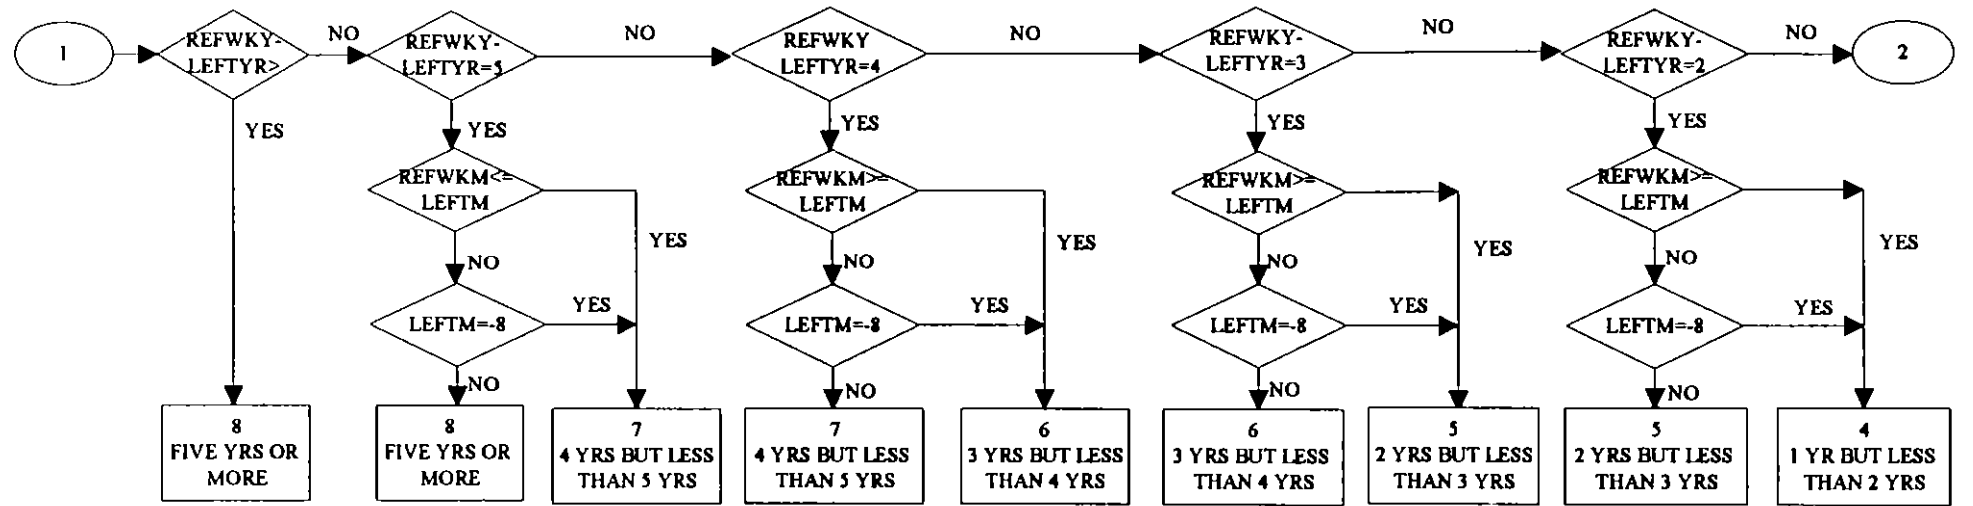 1
REFWKY-
LEFTYR>
NO
REFWKY-
LEFTYR=5
NO
REFWKY
LEFTYR=4
NO
REFWKY-
LEFTYR=3
NO
REFWKY-
LEFTYR=2
NO
2
YES
YES
YES
YES
YES
REFWKM<=
LEFTM
YES
REFWKM>=
LEFTM
YES
REFWKM>=
LEFTM
YES
REFWKM>=
LEFTM
YES
NO
NO
NO
NO
LEFTM=-8
YES
LEFTM=-8
YES
LEFTM=-8
YES
LEFTM=-8
YES
NO
NO
NO
NO
8
FIVE YRS OR
MORE
8
FIVE YRS OR
MORE
7
4 YRS BUT LESS
THAN 5 YRS
7
4 YRS BUT LESS
THAN 5 YRS
6
3 YRS BUT LESS
THAN 4 YRS
6
3 YRS BUT LESS
THAN 4 YRS
5
2 YRS BUT LESS
THAN 3 YRS
5
2 YRS BUT LESS
THAN 3 YRS
4
1 YR BUT LESS
THAN 2 YRS